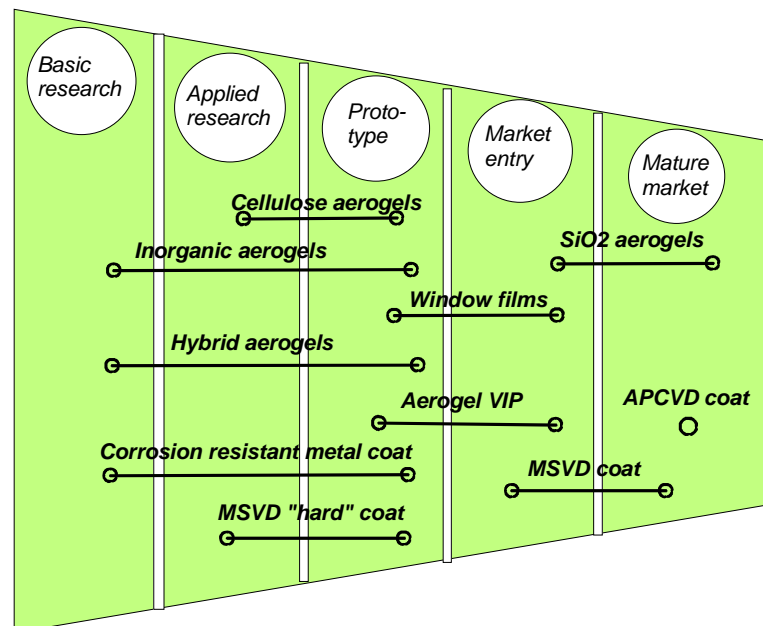 Basic
research
Applied
research
Proto-
type
Market
entry
Mature
market
Cellulose aerogels
SiO2 aerogels
Inorganic aerogels
Window films
Hybrid aerogels
Aerogel VIP
APCVD coat
Corrosion resistant metal coat
MSVD coat
MSVD "hard" coat